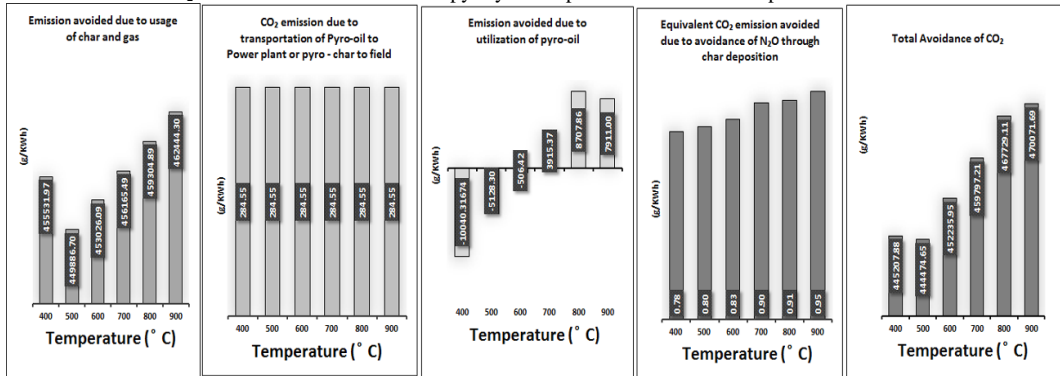 Emission avoided due to usage
of char and gas
(g/KWh)
455531.97
449886.70
453026.09
456165.49
459304.89
462444.30
400 500 600 700 800 900
Temperature (° C)
CO₂ emission due to
transportation of Pyro-oil to
Power plant or pyro - char to field
(g/KWh)
284.55
284.55
284.55
284.55
284.55
284.55
400 500 600 700 800 900
Temperature (° C)
Emission avoided due to
utilization of pyro-oil
(g/KWh)
-10040.31674
-5128.30
-506.42
3915.37
8707.86
7911.00
400 500 600 700 800 900
Temperature (° C)
Equivalent CO₂ emission avoided
due to avoidance of N₂O through
char deposition
(g/KWh)
0.78
0.80
0.83
0.90
0.91
0.95
400 500 600 700 800 900
Temperature (° C)
Total Avoidance of CO₂
(g/KWh)
445207.88
444474.65
452235.95
459797.21
467729.11
470071.69
400 500 600 700 800 900
Temperature (° C)